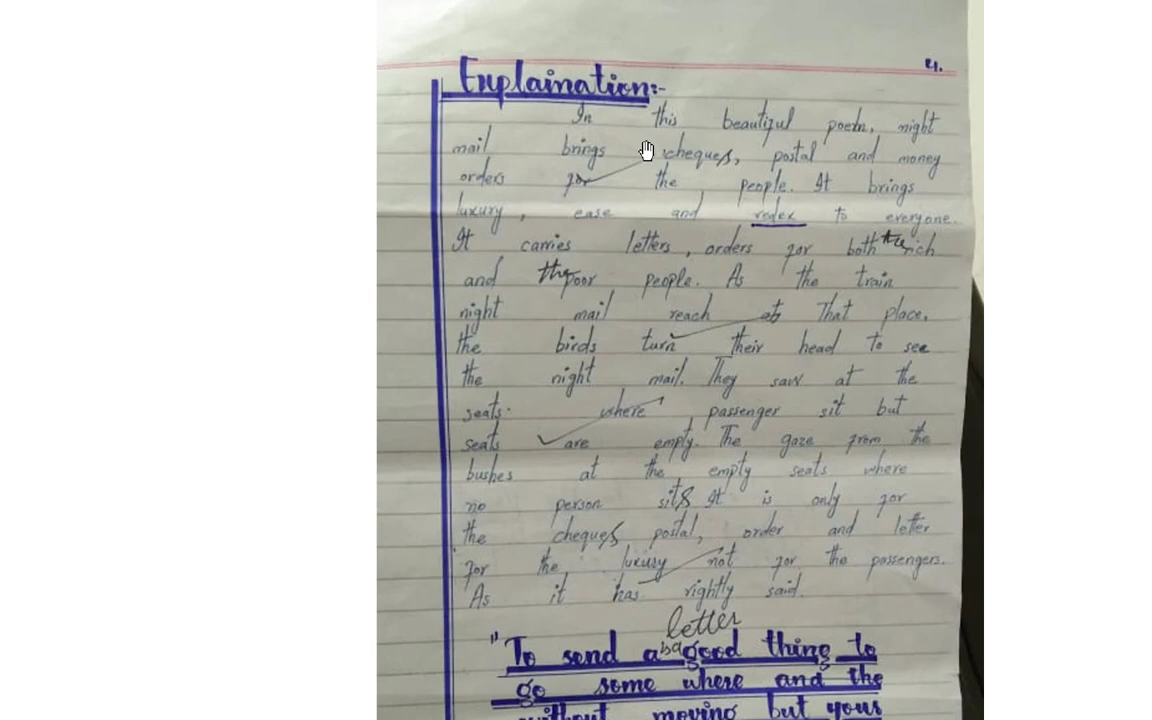 4.
Explaination:-
In this beautiful poem, night
mail brings cheques, postal and money
orders for the people. It brings
luxury, ease and redex to everyone.
It carries letters, orders for both the rich
and the poor people. As the train
night mail reach at That place,
the birds turn their head to see
the night mail. They saw at the
seats. where passenger sit but
seats are empty. The gaze from the
bushes at the empty seats where
no person sits It is only for
the cheques postal, order and letter
for the luxury not for the passengers.
As it has rightly said.
letter
"To send a good thing to
go some where and the
without moving but your